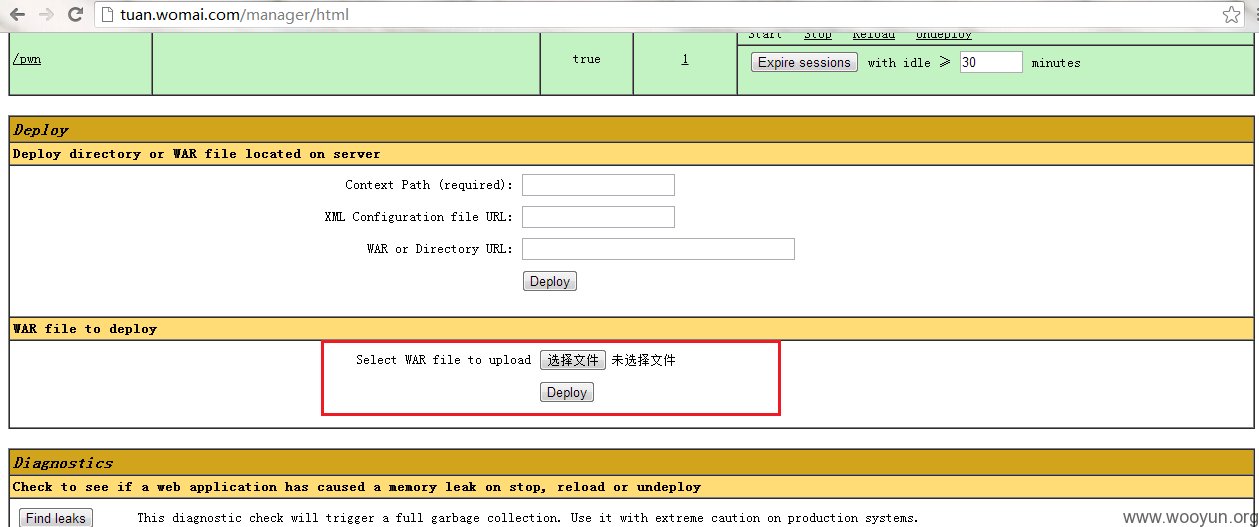 tuan.womai.com/manager/html
Start Stop Reload Undeploy
/pwn true 1
Expire sessions with idle ≥ 30 minutes
Deploy
Deploy directory or WAR file located on server
Context Path (required):
XML Configuration file URL:
WAR or Directory URL:
Deploy
WAR file to deploy
Select WAR file to upload 选择文件 未选择文件
Deploy
Diagnostics
Check to see if a web application has caused a memory leak on stop, reload or undeploy
Find leaks This diagnostic check will trigger a full garbage collection. Use it with extreme caution on production systems.
www.wooyun.org